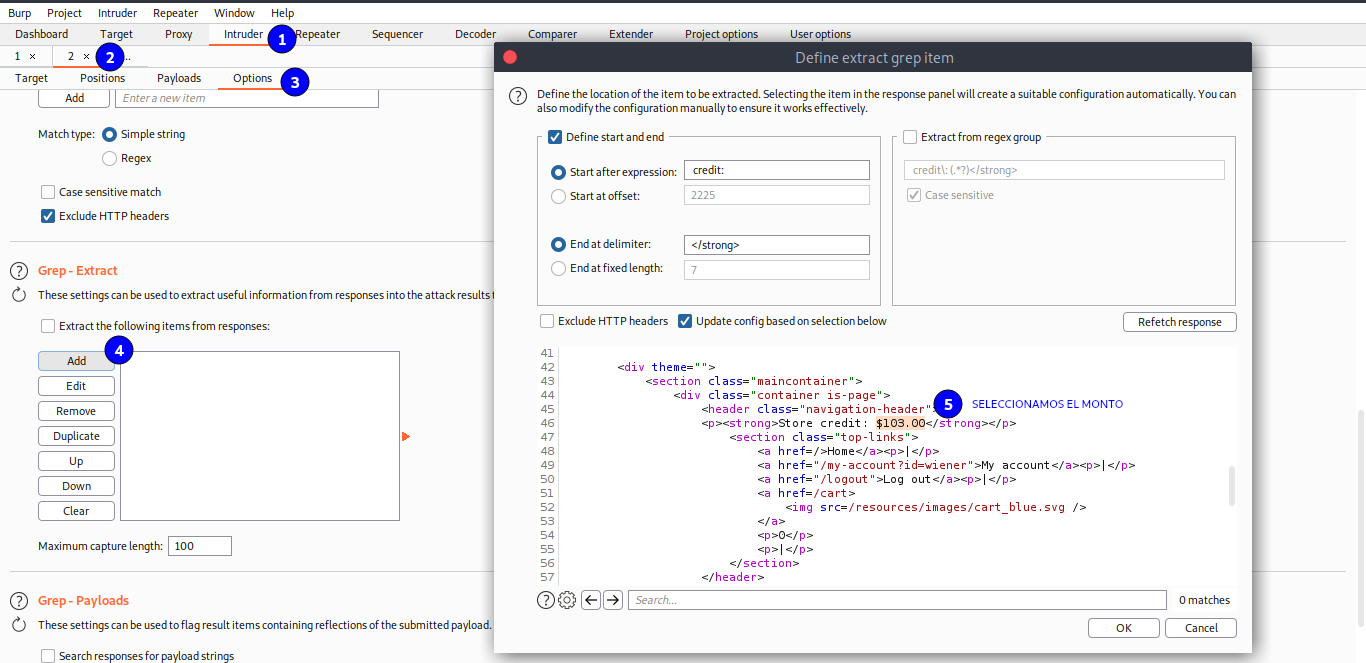 Burp Project Intruder Repeater Window Help
Dashboard Target Proxy Intruder Repeater Sequencer Decoder Comparer Extender Project options User options
1
1 × 2 × ...
2
Target Positions Payloads Options
3
Add Enter a new item
Match type: Simple string
Regex
Case sensitive match
Exclude HTTP headers
Grep - Extract
These settings can be used to extract useful information from responses into the attack results t
Extract the following items from responses:
4
Add
Edit
Remove
Duplicate
Up
Down
Clear
Maximum capture length: 100
Grep - Payloads
These settings can be used to flag result items containing reflections of the submitted payload.
Search responses for payload strings
Define extract grep item
Define the location of the item to be extracted. Selecting the item in the response panel will create a suitable configuration automatically. You can
also modify the configuration manually to ensure it works effectively.
Define start and end
Start after expression: credit:
Start at offset: 2225
End at delimiter: </strong>
End at fixed length: 7
Extract from regex group
credit\: (.*?)</strong>
Case sensitive
Exclude HTTP headers Update config based on selection below Refetch response
41
42 <div theme="">
43 <section class="maincontainer">
44 <div class="container is-page">
45 <header class="navigation-header"
5 SELECCIONAMOS EL MONTO
46 <p><strong>Store credit: $103.00</strong></p>
47 <section class="top-links">
48 <a href=/>Home</a><p>|</p>
49 <a href="/my-account?id=wiener">My account</a><p>|</p>
50 <a href="/logout">Log out</a><p>|</p>
51 <a href=/cart>
52 <img src=/resources/images/cart_blue.svg />
53 </a>
54 <p>0</p>
55 <p>|</p>
56 </section>
57 </header>
Search... 0 matches
OK Cancel